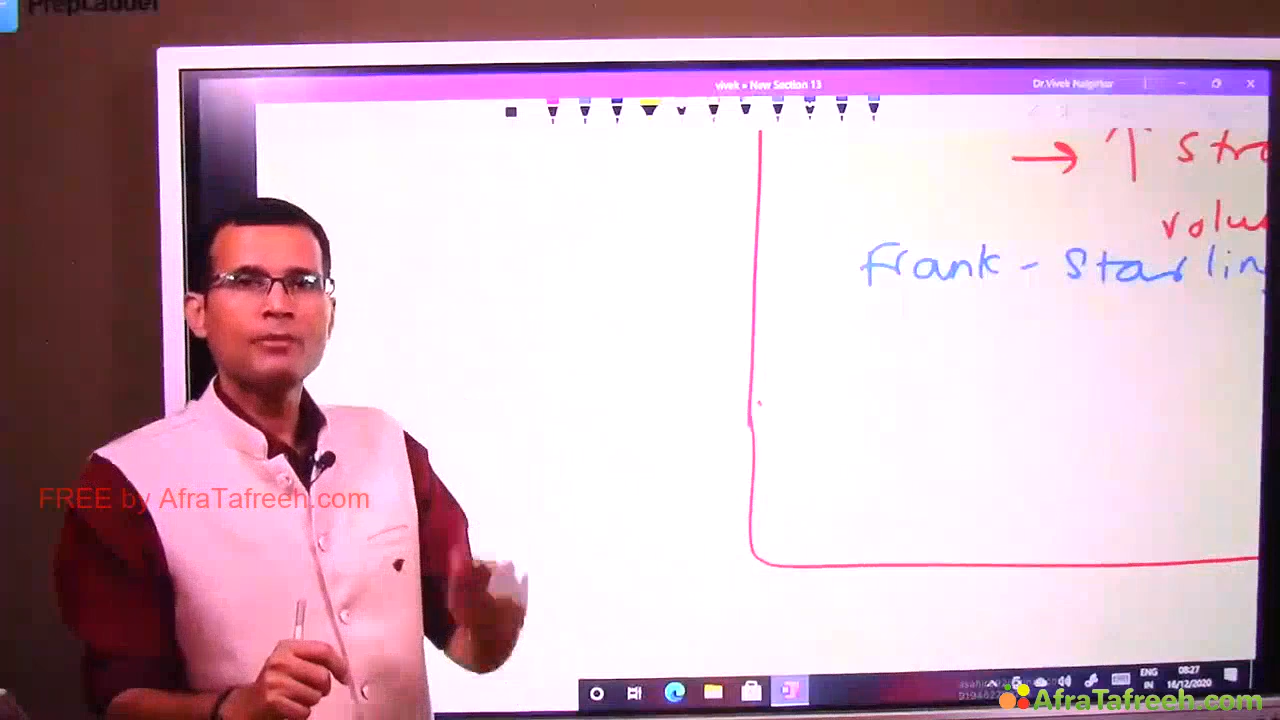 PrepLadder
vivek » New Section 13
Dr.Vivek Nalgirkar
→ ↑ Stro
volu
Frank - Starling
FREE by AfraTafreeh.com
ENG
IN
08:27
16/12/2020
AfraTafreeh.com